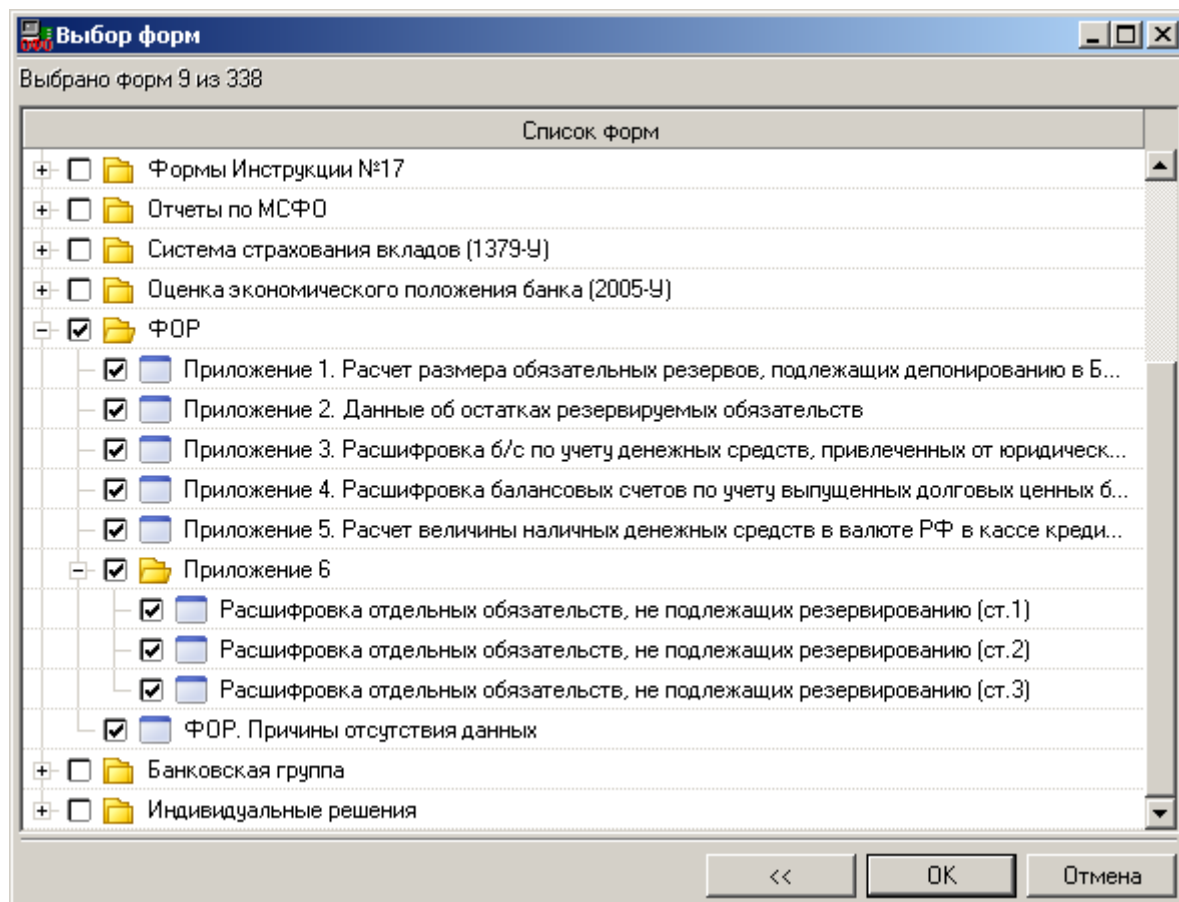 Выбор форм
Выбрано форм 9 из 338
Список форм
Формы Инструкции №17
Отчеты по МСФО
Система страхования вкладов (1379-У)
Оценка экономического положения банка (2005-У)
ФОР
Приложение 1. Расчет размера обязательных резервов, подлежащих депонированию в Б...
Приложение 2. Данные об остатках резервируемых обязательств
Приложение 3. Расшифровка б/с по учету денежных средств, привлеченных от юридическ...
Приложение 4. Расшифровка балансовых счетов по учету выпущенных долговых ценных б...
Приложение 5. Расчет величины наличных денежных средств в валюте РФ в кассе креди...
Приложение 6
Расшифровка отдельных обязательств, не подлежащих резервированию (ст.1)
Расшифровка отдельных обязательств, не подлежащих резервированию (ст.2)
Расшифровка отдельных обязательств, не подлежащих резервированию (ст.3)
ФОР. Причины отсутствия данных
Банковская группа
Индивидуальные решения
<< OK Отмена